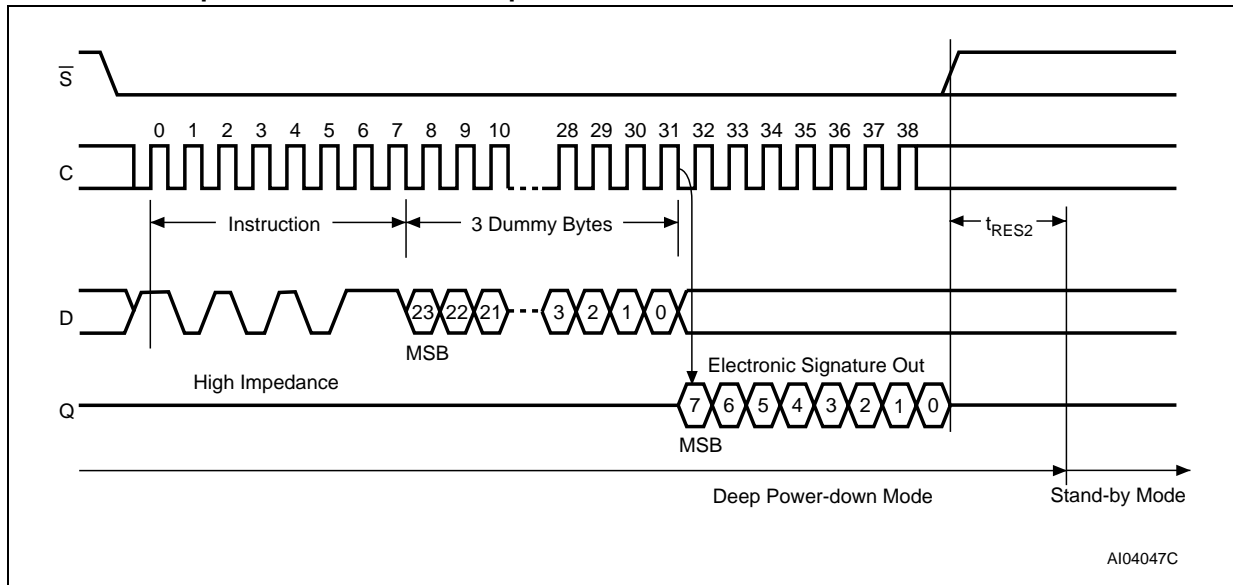 S
0 1 2 3 4 5 6 7 8 9 10 28 29 30 31 32 33 34 35 36 37 38
C
Instruction 3 Dummy Bytes tRES2
D 23 22 21 3 2 1 0
MSB
High Impedance Electronic Signature Out
Q 7 6 5 4 3 2 1 0
MSB
Deep Power-down Mode Stand-by Mode
AI04047C